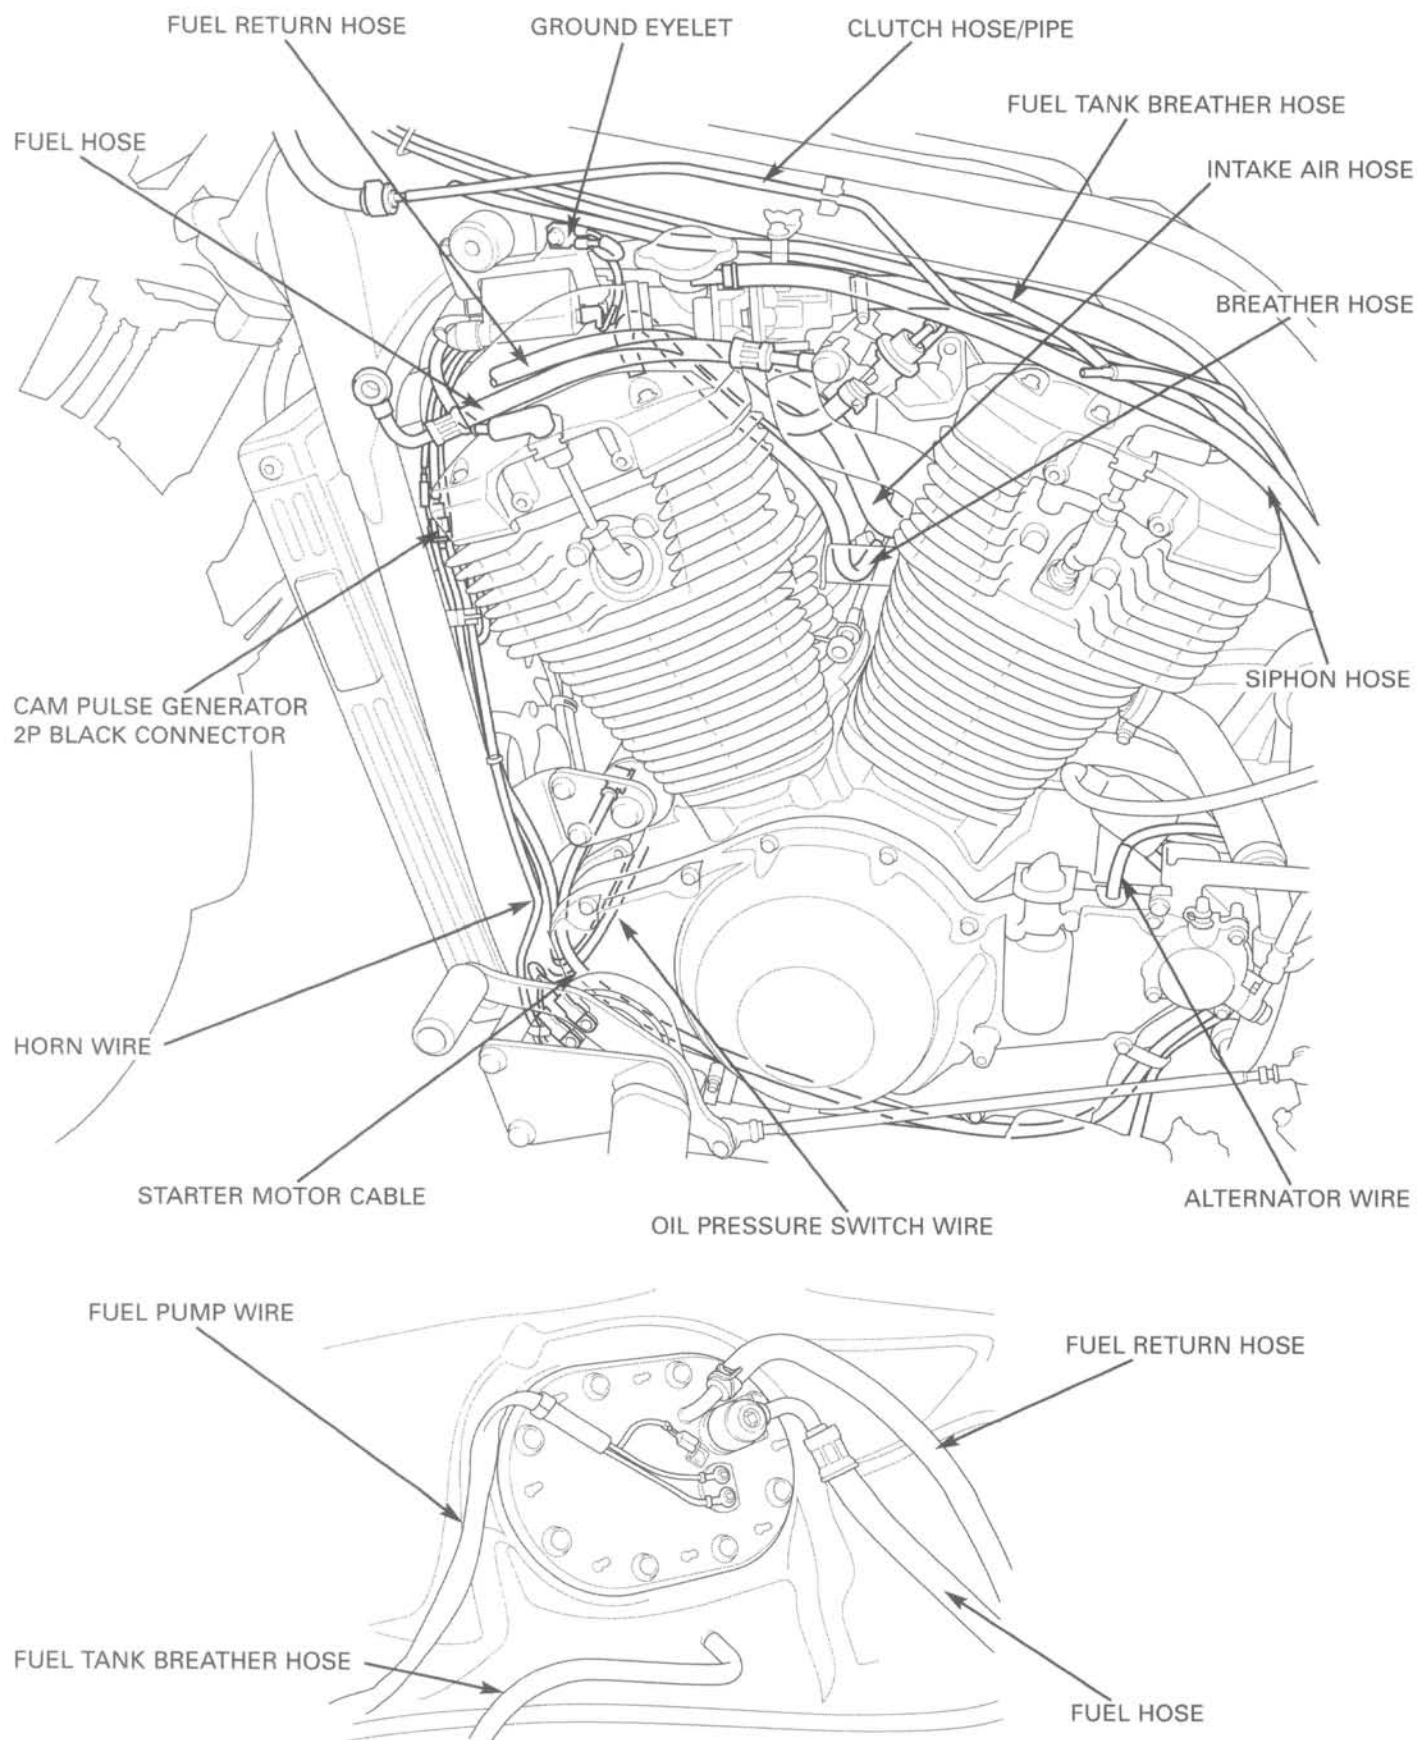 FUEL RETURN HOSE
GROUND EYELET
CLUTCH HOSE/PIPE
FUEL TANK BREATHER HOSE
FUEL HOSE
INTAKE AIR HOSE
BREATHER HOSE
SIPHON HOSE
CAM PULSE GENERATOR
2P BLACK CONNECTOR
HORN WIRE
STARTER MOTOR CABLE
ALTERNATOR WIRE
OIL PRESSURE SWITCH WIRE
FUEL PUMP WIRE
FUEL RETURN HOSE
FUEL TANK BREATHER HOSE
FUEL HOSE